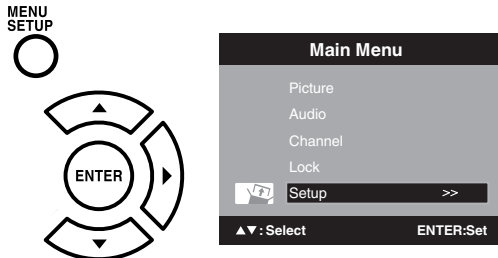 MENU
SETUP
ENTER
Main Menu
Picture
Audio
Channel
Lock
Setup >>
▲▼: Select ENTER:Set